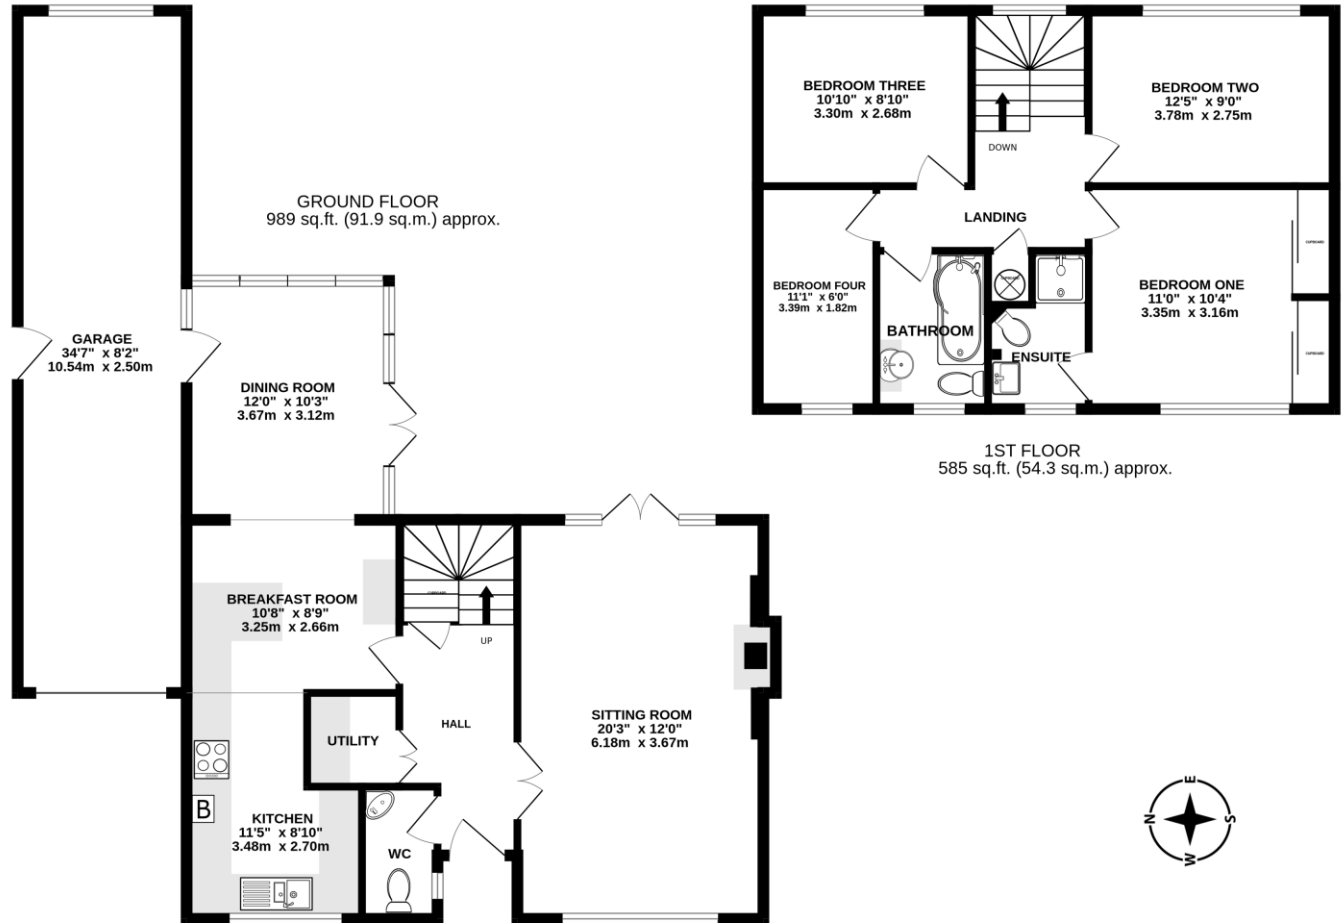 GROUND FLOOR
989 sq.ft. (91.9 sq.m.) approx.
GARAGE
34'7" x 8'2"
10.54m x 2.50m
DINING ROOM
12'0" x 10'3"
3.67m x 3.12m
BREAKFAST ROOM
10'8" x 8'9"
3.25m x 2.66m
UP
HALL
UTILITY
SITTING ROOM
20'3" x 12'0"
6.18m x 3.67m
B
KITCHEN
11'5" x 8'10"
3.48m x 2.70m
WC
BEDROOM THREE
10'10" x 8'10"
3.30m x 2.68m
BEDROOM TWO
12'5" x 9'0"
3.78m x 2.75m
DOWN
LANDING
CUPBOARD
BEDROOM FOUR
11'1" x 6'0"
3.39m x 1.82m
BEDROOM ONE
11'0" x 10'4"
3.35m x 3.16m
BATHROOM
ENSUITE
CUPBOARD
1ST FLOOR
585 sq.ft. (54.3 sq.m.) approx.
E
N
S
W